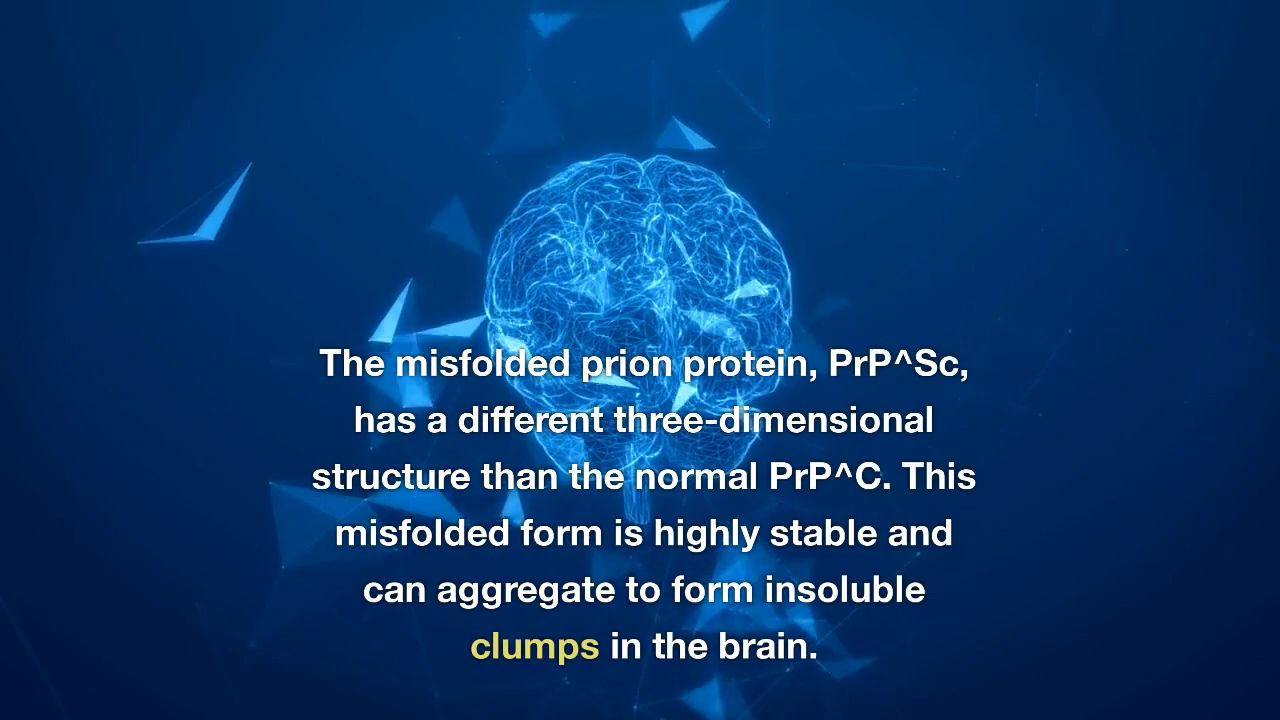 The misfolded prion protein, PrP^Sc,
has a different three-dimensional
structure than the normal PrP^C. This
misfolded form is highly stable and
can aggregate to form insoluble
clumps in the brain.